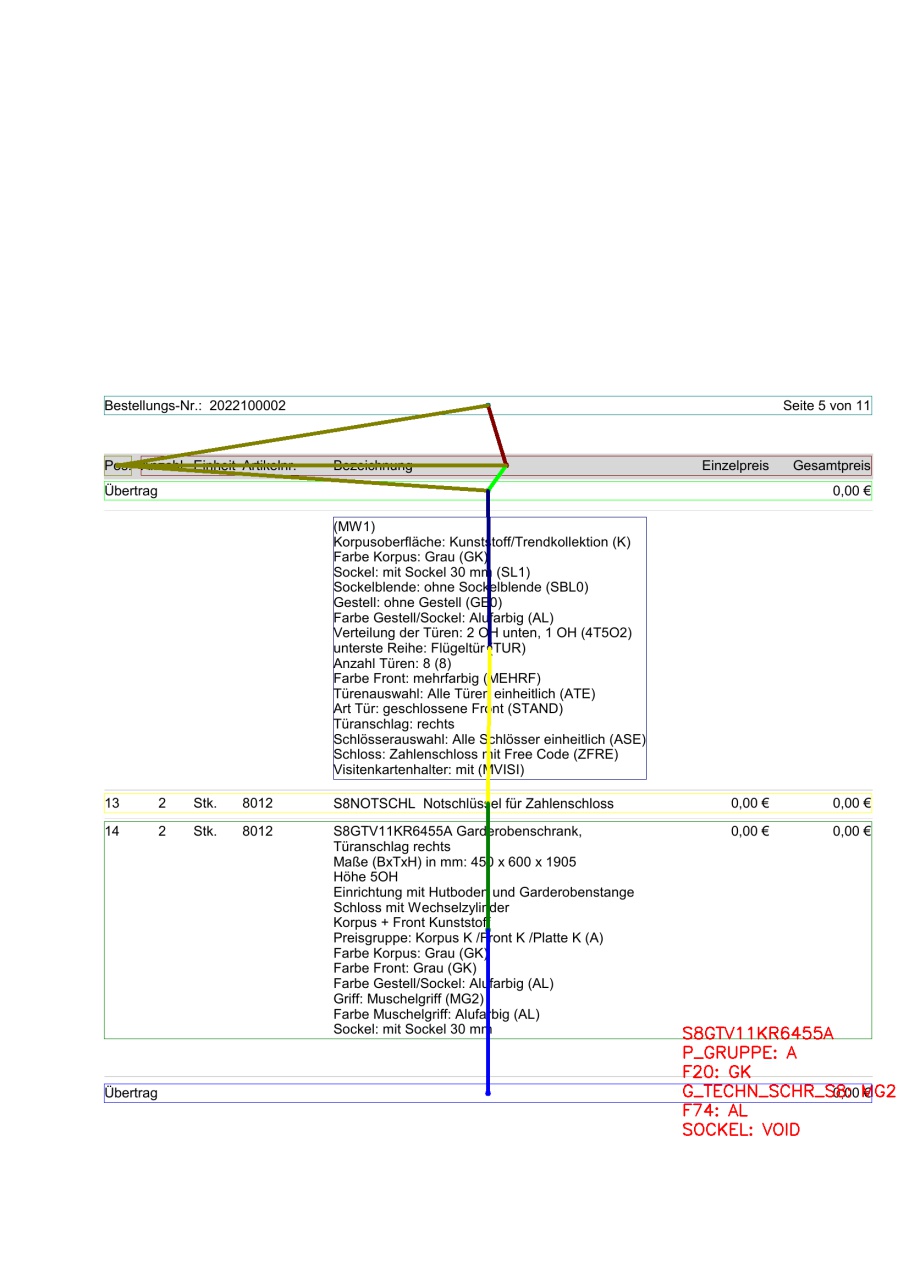 Bestellungs-Nr.: 2022100002 Seite 5 von 11
Pos. Anzahl Einheit Artikelnr. Bezeichnung Einzelpreis Gesamtpreis
Übertrag 0,00 €
(MW1)
Korpusoberfläche: Kunststoff/Trendkollektion (K)
Farbe Korpus: Grau (GK)
Sockel: mit Sockel 30 mm (SL1)
Sockelblende: ohne Sockelblende (SBL0)
Gestell: ohne Gestell (GE0)
Farbe Gestell/Sockel: Alufarbig (AL)
Verteilung der Türen: 2 OH unten, 1 OH (4T5O2)
unterste Reihe: Flügeltür (TUR)
Anzahl Türen: 8 (8)
Farbe Front: mehrfarbig (MEHRF)
Türenauswahl: Alle Türen einheitlich (ATE)
Art Tür: geschlossene Front (STAND)
Türanschlag: rechts
Schlösserauswahl: Alle Schlösser einheitlich (ASE)
Schloss: Zahlenschloss mit Free Code (ZFRE)
Visitenkartenhalter: mit (MVISI)
13 2 Stk. 8012 S8NOTSCHL Notschlüssel für Zahlenschloss 0,00 € 0,00 €
14 2 Stk. 8012 S8GTV11KR6455A Garderobenschrank, 0,00 € 0,00 €
Türanschlag rechts
Maße (BxTxH) in mm: 450 x 600 x 1905
Höhe 5OH
Einrichtung mit Hutboden und Garderobenstange
Schloss mit Wechselzylinder
Korpus + Front Kunststoff
Preisgruppe: Korpus K /Front K /Platte K (A)
Farbe Korpus: Grau (GK)
Farbe Front: Grau (GK)
Farbe Gestell/Sockel: Alufarbig (AL)
Griff: Muschelgriff (MG2)
Farbe Muschelgriff: Alufarbig (AL)
Sockel: mit Sockel 30 mm
S8GTV11KR6455A
P_GRUPPE: A
F20: GK
G_TECHN_SCHR_S8: MG2
F74: AL
SOCKEL: VOID
Übertrag 0,00 €